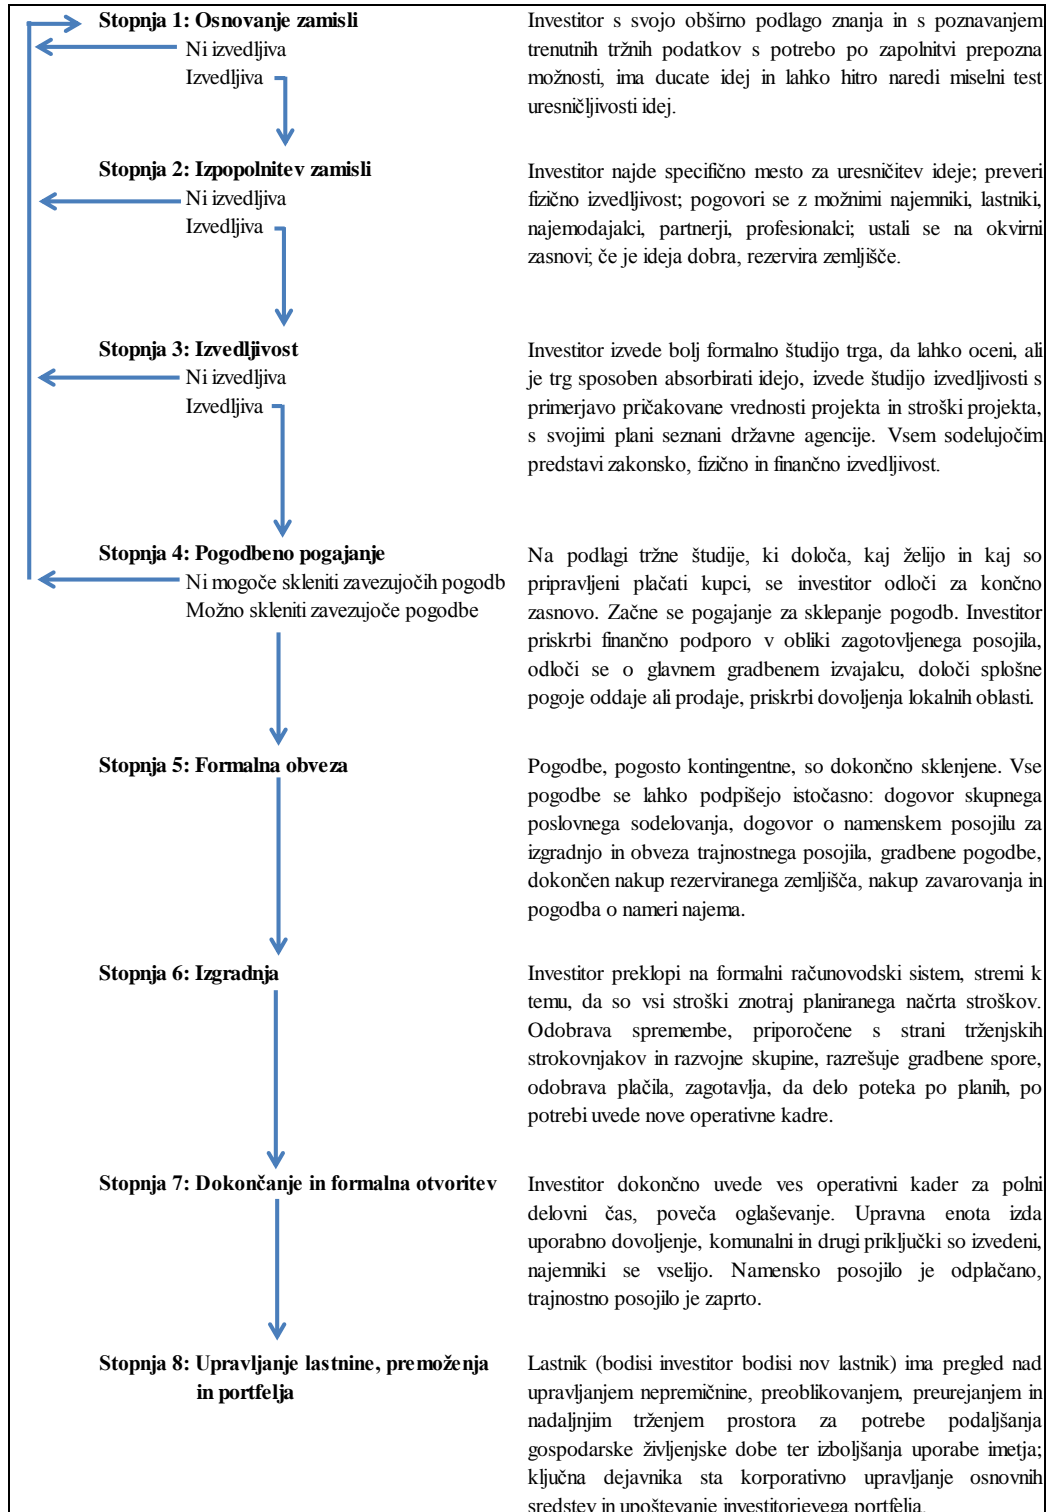 Stopnja 1: Osnovanje zamisli
Ni izvedljiva
Izvedljiva
Investitor s svojo obširno podlago znanja in s poznavanjem
trenutnih tržnih podatkov s potrebo po zapolnitvi prepozna
možnosti, ima ducate idej in lahko hitro naredi miselni test
uresničljivosti idej.
Stopnja 2: Izpopolnitev zamisli
Ni izvedljiva
Izvedljiva
Investitor najde specifično mesto za uresničitev ideje; preveri
fizično izvedljivost; pogovori se z možnimi najemniki, lastniki,
najemodajalci, partnerji, profesionalci; ustali se na okvirni
zasnovi; če je ideja dobra, rezervira zemljišče.
Stopnja 3: Izvedljivost
Ni izvedljiva
Izvedljiva
Investitor izvede bolj formalno študijo trga, da lahko oceni, ali
je trg sposoben absorbirati idejo, izvede študijo izvedljivosti s
primerjavo pričakovane vrednosti projekta in stroški projekta,
s svojimi plani seznani državne agencije. Vsem sodelujočim
predstavi zakonsko, fizično in finančno izvedljivost.
Stopnja 4: Pogodbeno pogajanje
Ni mogoče skleniti zavezujočih pogodb
Možno skleniti zavezujoče pogodbe
Na podlagi tržne študije, ki določa, kaj želijo in kaj so
pripravljeni plačati kupci, se investitor odloči za končno
zasnovo. Začne se pogajanje za sklepanje pogodb. Investitor
priskrbi finančno podporo v obliki zagotovljenega posojila,
odloči se o glavnem gradbenem izvajalcu, določi splošne
pogoje oddaje ali prodaje, priskrbi dovoljenja lokalnih oblasti.
Stopnja 5: Formalna obveza
Pogodbe, pogosto kontingentne, so dokončno sklenjene. Vse
pogodbe se lahko podpišejo istočasno: dogovor skupnega
poslovnega sodelovanja, dogovor o namenskem posojilu za
izgradnjo in obveza trajnostnega posojila, gradbene pogodbe,
dokončen nakup rezerviranega zemljišča, nakup zavarovanja in
pogodba o nameri najema.
Stopnja 6: Izgradnja
Investitor preklopi na formalni računovodski sistem, stremi k
temu, da so vsi stroški znotraj planiranega načrta stroškov.
Odobrava spremembe, priporočene s strani trženjskih
strokovnjakov in razvojne skupine, razrešuje gradbene spore,
odobrava plačila, zagotavlja, da delo poteka po planih, po
potrebi uvede nove operativne kadre.
Stopnja 7: Dokončanje in formalna otvoritev
Investitor dokončno uvede ves operativni kader za polni
delovni čas, poveča oglaševanje. Upravna enota izda
uporabno dovoljenje, komunalni in drugi priključki so izvedeni,
najemniki se vselijo. Namensko posojilo je odplačano,
trajnostno posojilo je zaprto.
Stopnja 8: Upravljanje lastnine, premoženja
in portfelja
Lastnik (bodisi investitor bodisi nov lastnik) ima pregled nad
upravljanjem nepremičnine, preoblikovanjem, preurejanjem in
nadaljnjim trženjem prostora za potrebe podaljšanja
gospodarske življenjske dobe ter izboljšanja uporabe imetja;
ključna dejavnika sta korporativno upravljanje osnovnih
sredstev in upoštevanje investitorjevega portfelja.